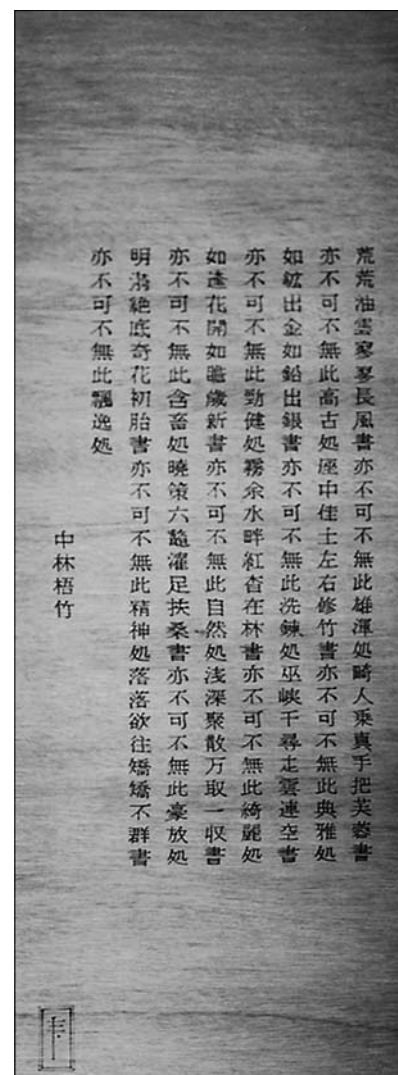 荒荒油雲寥寥長風書亦不可不無此雄渾処畸人乗真手把芙蓉書
亦不可不無此高古処座中佳士左右修竹書亦不可不無此典雅処
如鉱出金如鉛出銀書亦不可不無此洗錬処巫峡千尋走雲連空書
亦不可不無此勁健処霧余水畔紅杏在林書亦不可不無此綺麗処
如逢花開如瞻歳新書亦不可不無此自然処浅深聚散万取一収書
亦不可不無此含畜処暁策六鼇濯足扶桑書亦不可不無此豪放処
明漪絶底奇花初胎書亦不可不無此精神処落落欲往矯矯不群書
亦不可不無此飄逸処
中林梧竹